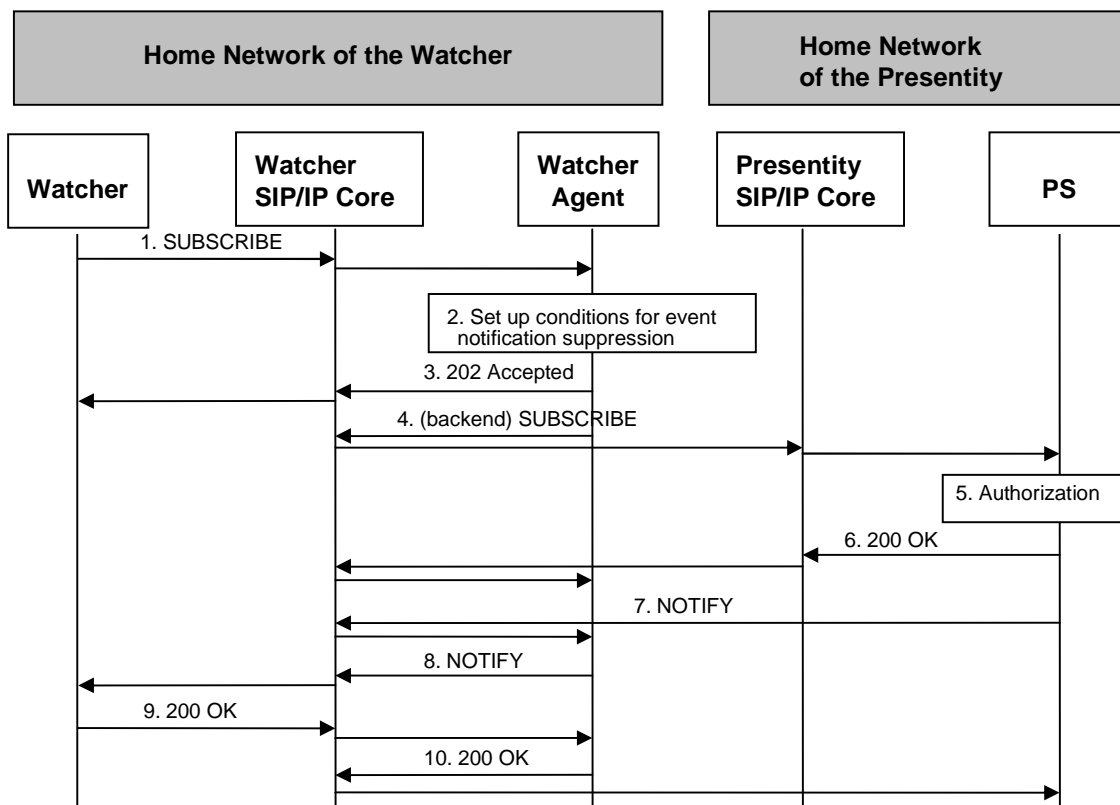 Home Network of the Watcher
Home Network
of the Presentity
Watcher
Watcher
SIP/IP Core
Watcher
Agent
Presentity
SIP/IP Core
PS
1. SUBSCRIBE
2. Set up conditions for event
notification suppression
3. 202 Accepted
4. (backend) SUBSCRIBE
5. Authorization
6. 200 OK
7. NOTIFY
8. NOTIFY
9. 200 OK
10. 200 OK